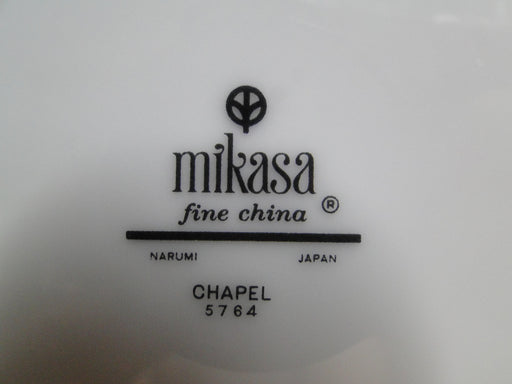 mikasa
fine china ®
NARUMI JAPAN
CHAPEL
5764